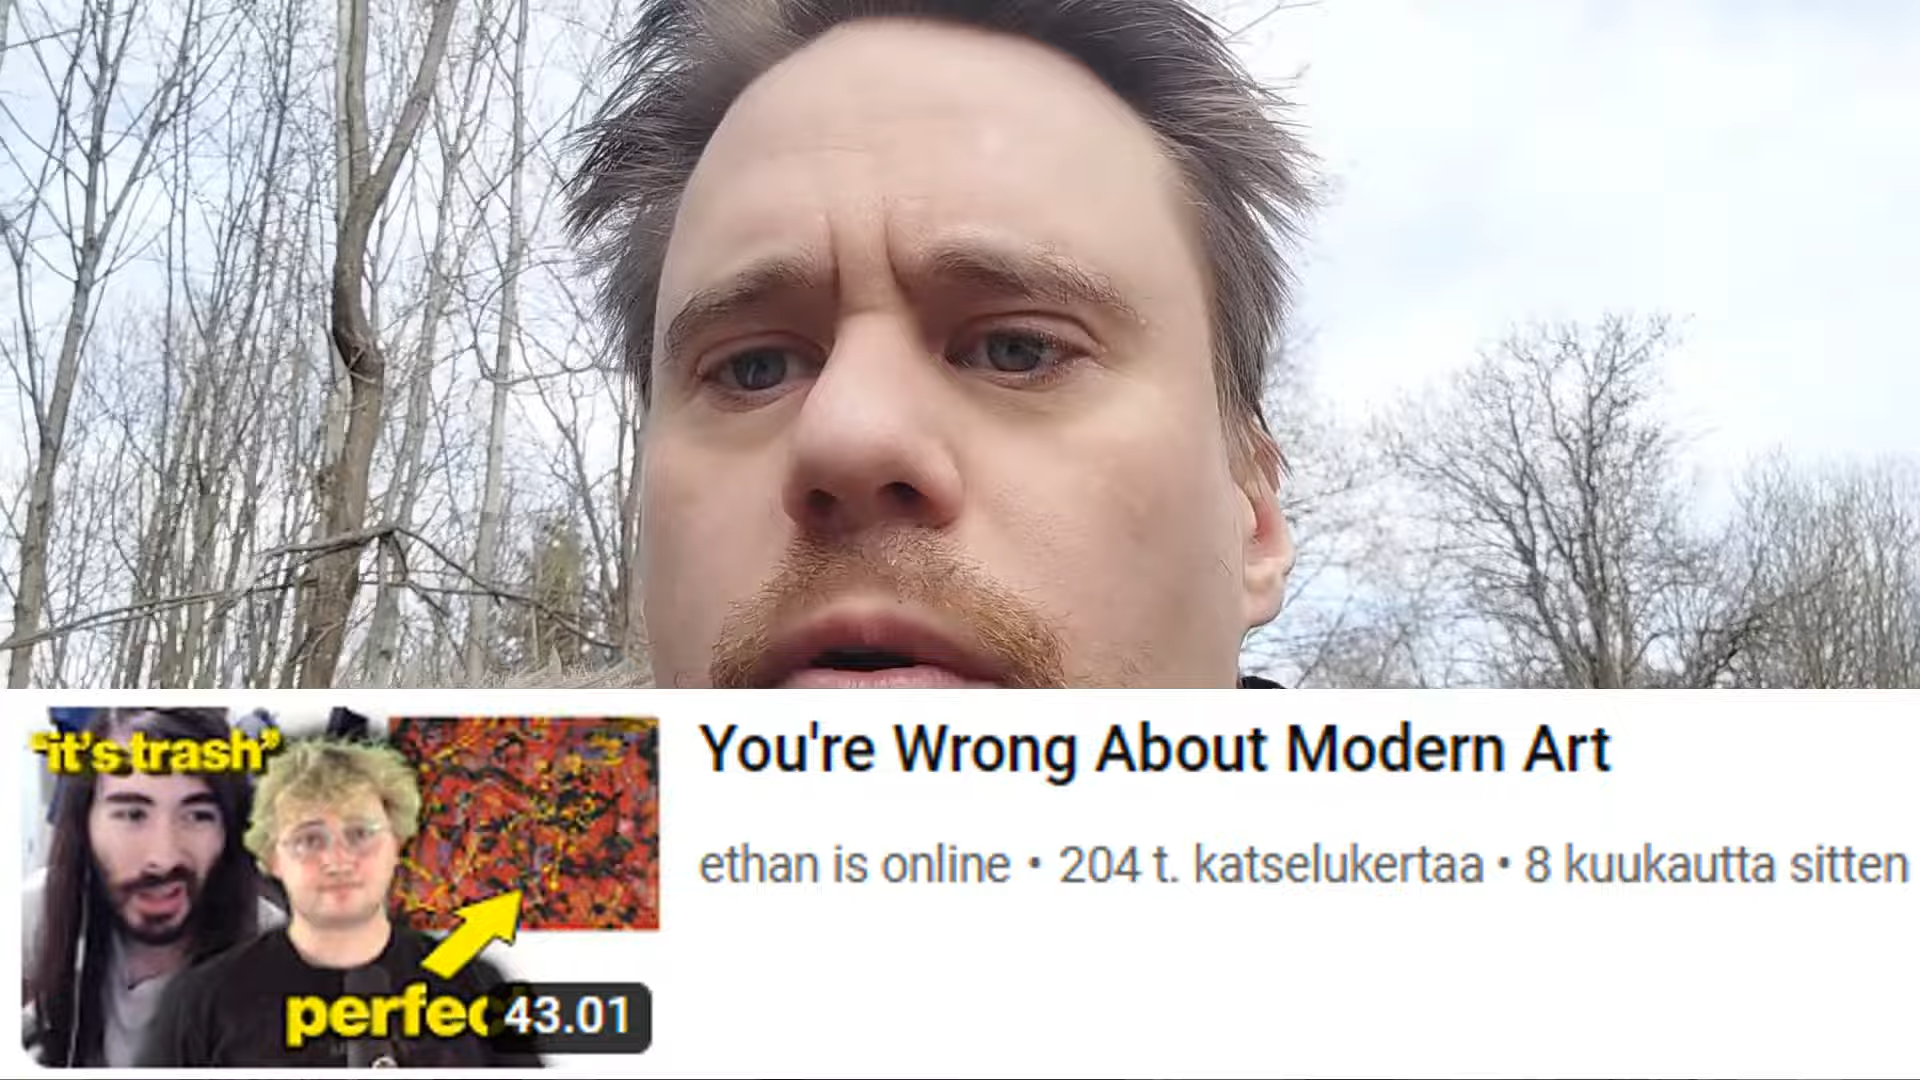 "it's trash"
You're Wrong About Modern Art
ethan is online • 204 t. katselukertaa • 8 kuukautta sitten
perfec
43.01